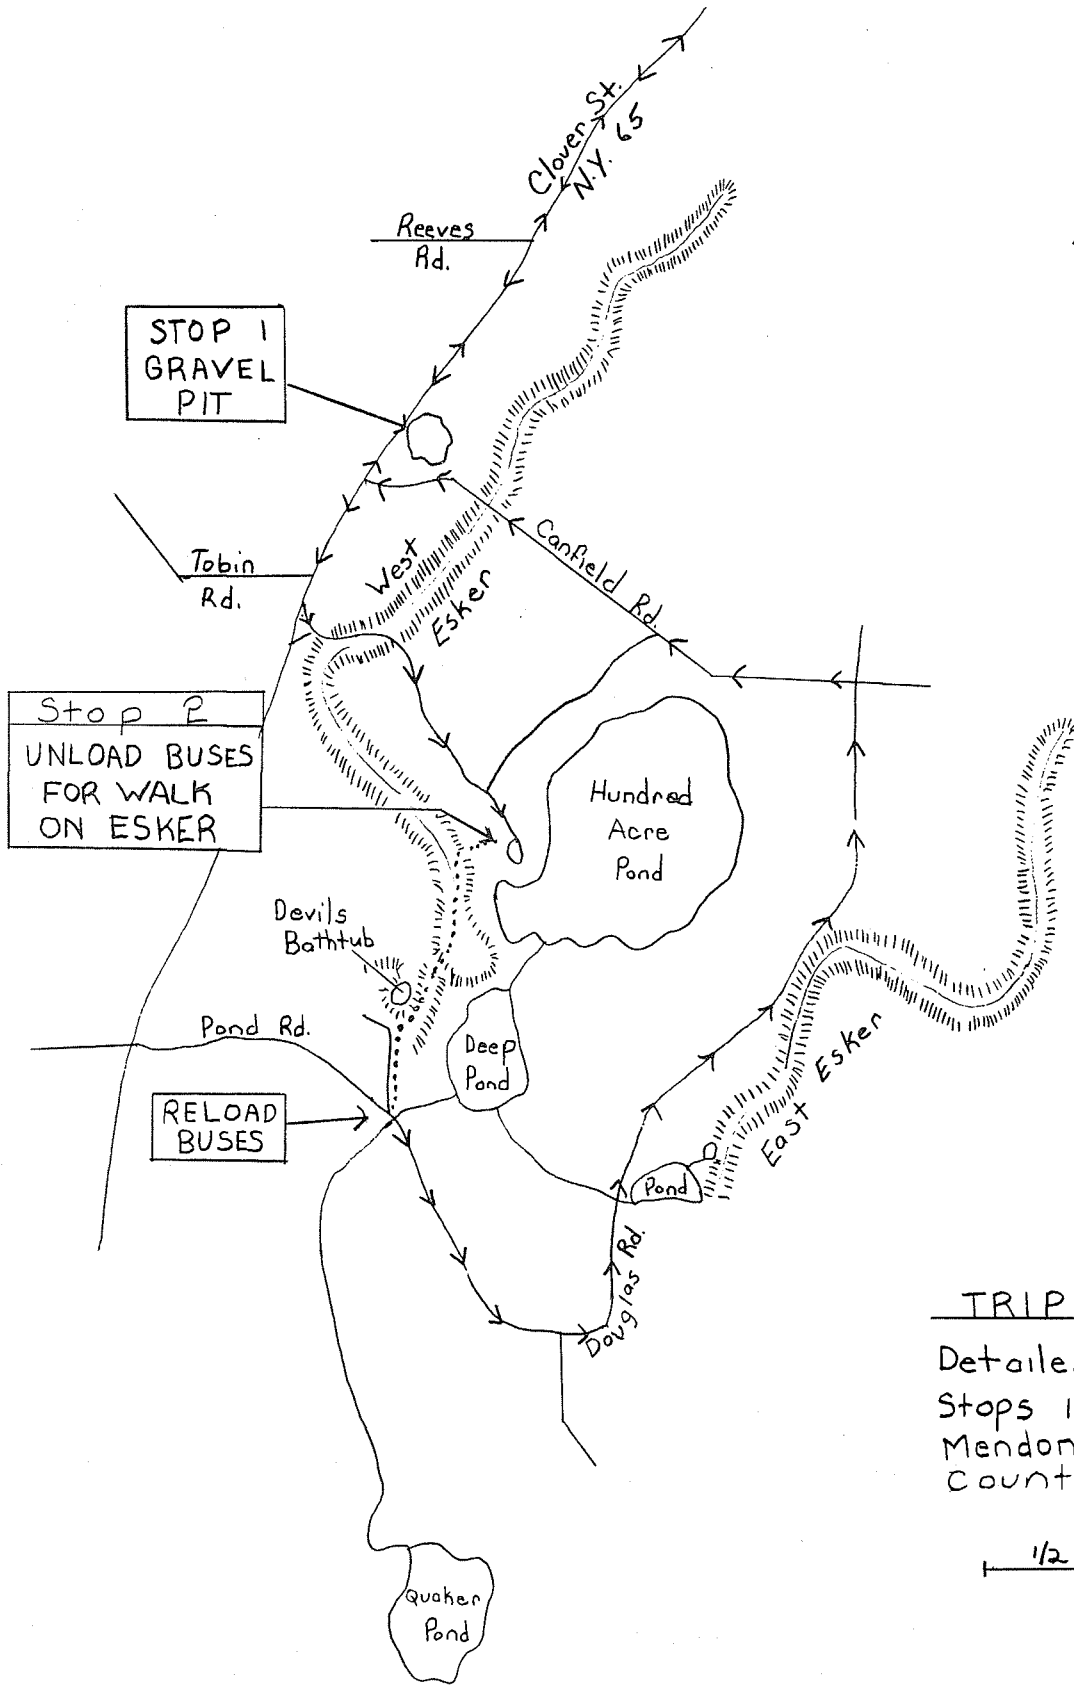 Clover St.
N.Y. 65
Reeves
Rd.
STOP 1
GRAVEL
PIT
Tobin
Rd.
West
Esker
Canfield Rd.
Stop 2
UNLOAD BUSES
FOR WALK
ON ESKER
Hundred
Acre
Pond
Devils
Bathtub
Pond Rd.
Deep
Pond
East Esker
RELOAD
BUSES
Pond
Douglas Rd.
TRIP
Detaile
Stops 1
Mendon
Count
1/2
Quaker
Pond